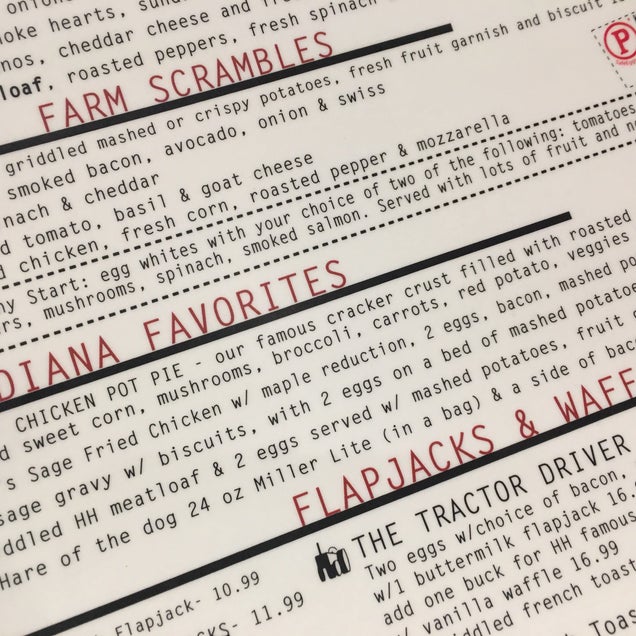 hearts,
nos, cheddar cheese and
loaf, roasted peppers, fresh spinach
FARM SCRAMBLES
griddled mashed or crispy potatoes, fresh fruit garnish and biscuit
smoked bacon, avocado, onion & swiss
nach & cheddar
d tomato, basil & goat cheese
d chicken, fresh corn, roasted pepper & mozzarella
ny Start: egg whites with your choice of two of the following: tomatoes
rs, mushrooms, spinach, smoked salmon. Served with lots of fruit and
DIANA FAVORITES
CHICKEN POT PIE - our famous cracker crust filled with roasted
d sweet corn, mushrooms, broccoli, carrots, red potato, veggies
s Sage Fried Chicken w/ maple reduction, 2 eggs, bacon, mashed po
sage gravy w/ biscuits, with 2 eggs on a bed of mashed potatoe
ddled HH meatloaf & 2 eggs served w/ mashed potatoes, fruit
Hare of the dog 24 oz Miller Lite (in a bag) & a side of bac
FLAPJACKS & WAFF
THE TRACTOR DRIVER
Two eggs w/choice of bacon,
w/1 buttermilk flapjack 16.
add one buck for HH famous
w/ vanilla waffle 16.99
ddled french toast
Toas
Flapjack- 10.99
CKS- 11.99